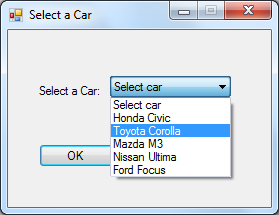 Select a Car
Select a Car: Select car
Select car
Honda Civic
Toyota Corolla
Mazda M3
Nissan Ultima
Ford Focus
OK